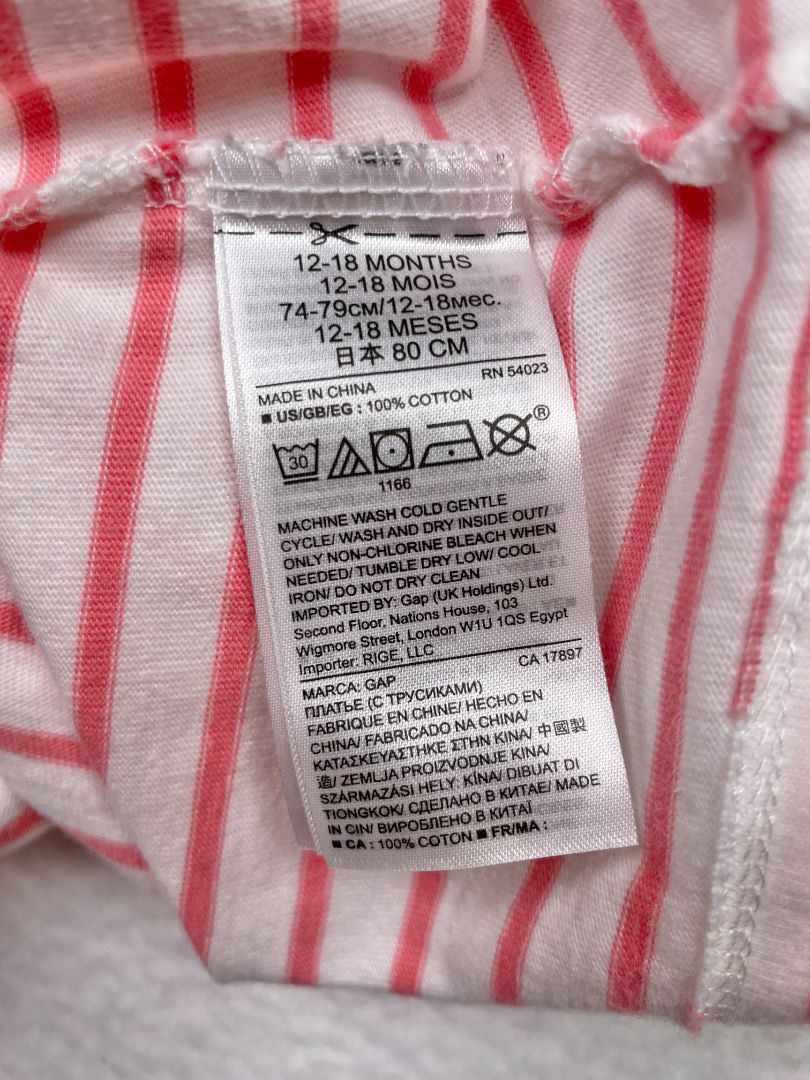 12-18 MONTHS
12-18 MOIS
74-79см/12-18мес.
12-18 MESES
日本 80 CM
RN 54023
MADE IN CHINA
■ US/GB/EG : 100% COTTON
30
®
1166
MACHINE WASH COLD GENTLE
CYCLE/ WASH AND DRY INSIDE OUT/
ONLY NON-CHLORINE BLEACH WHEN
NEEDED/ TUMBLE DRY LOW/ COOL
IRON/ DO NOT DRY CLEAN
IMPORTED BY: Gap (UK Holdings) Ltd.
Second Floor, Nations House, 103
Wigmore Street, London W1U 1QS Egypt
Importer: RIGE, LLC
CA 17897
MARCA: GAP
ПЛАТЬЕ (С ТРУСИКАМИ)
FABRIQUE EN CHINE/ HECHO EN
CHINA/ FABRICADO NA CHINA/
ΚΑΤΑΣΚΕΥΑΣΤΗΚΕ ΣΤΗΝ ΚΙΝΑ/ 中國製
造/ ZEMLJA PROIZVODNJE KINA/
SZÁRMAZÁSI HELY: KÍNA/ DIBUAT DI
TIONGKOK/ СДЕЛАНО В КИТАЕ/ MADE
IN CIN/ ВИРОБЛЕНО В КИТАЇ
■ CA : 100% COTON ■ FR/MA :